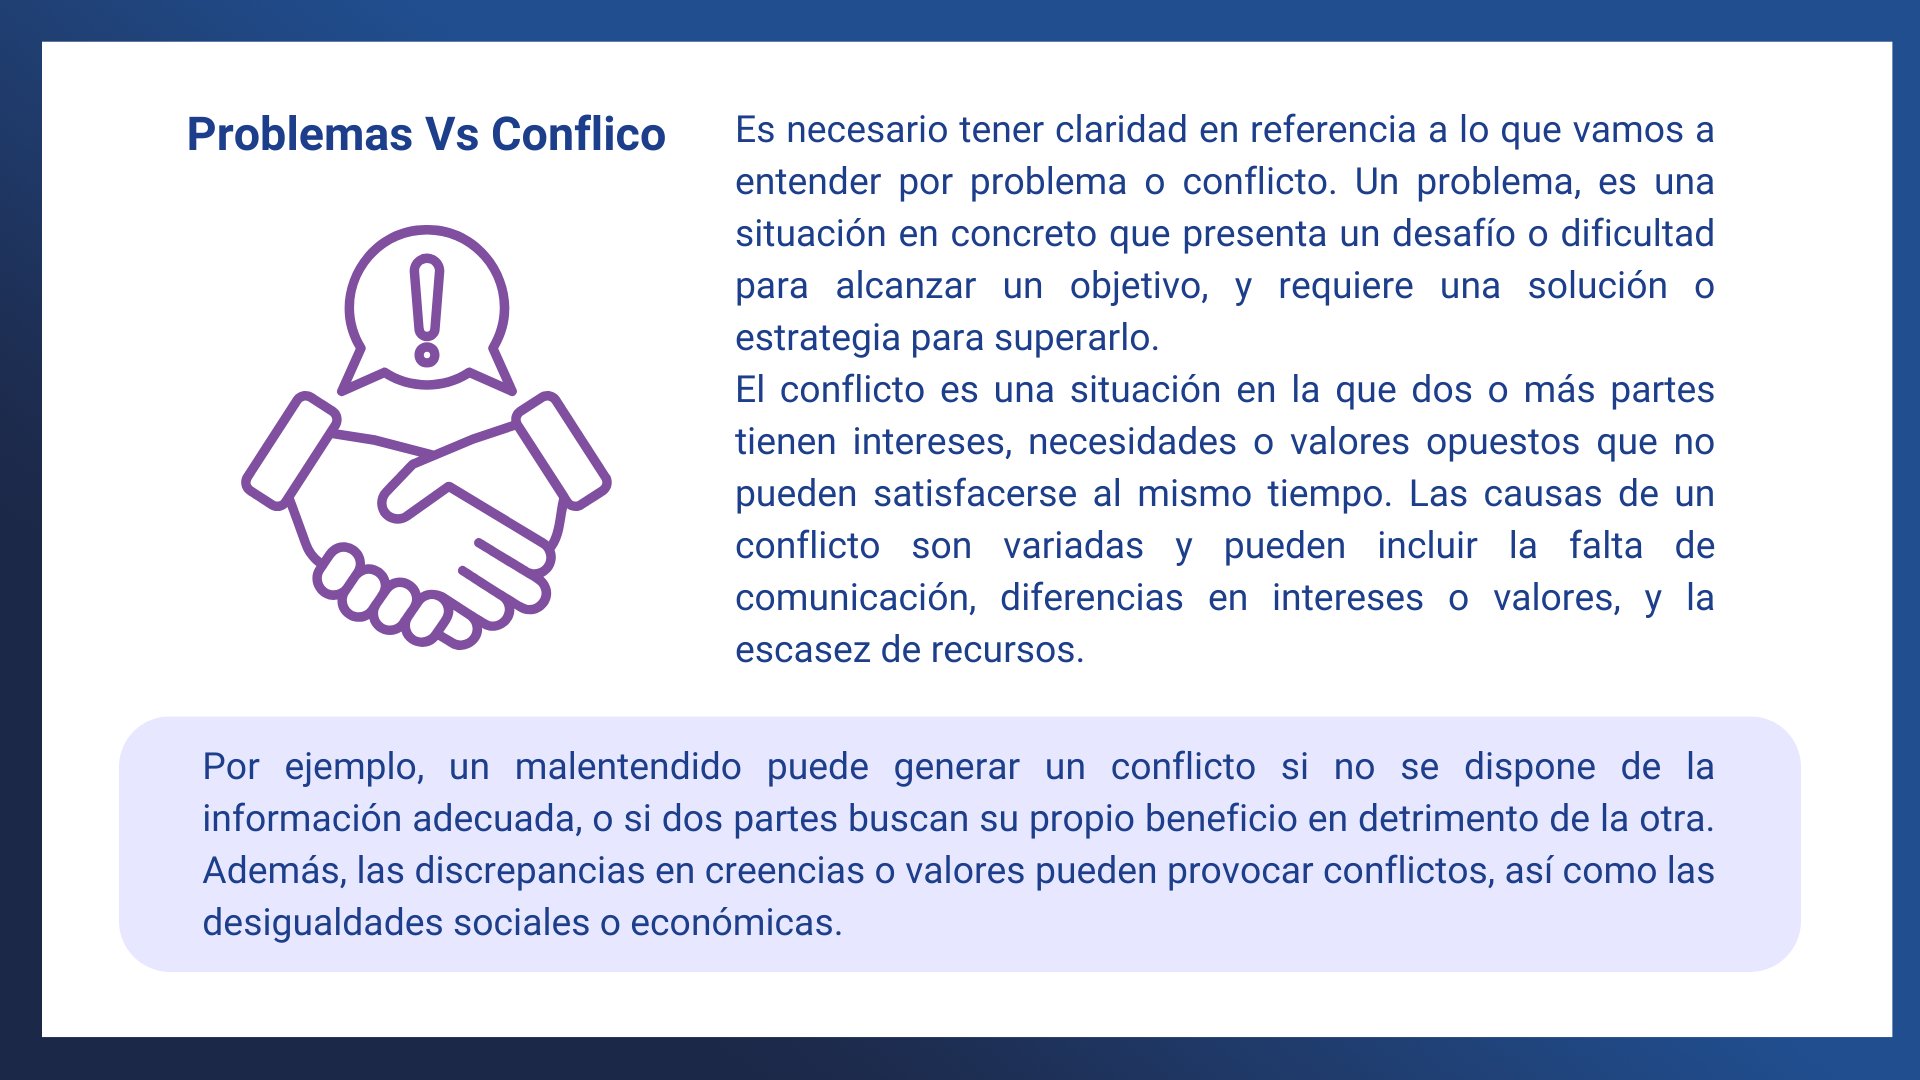 Problemas Vs Conflico
Es necesario tener claridad en referencia a lo que vamos a
entender por problema o conflicto. Un problema, es una
situación en concreto que presenta un desafío o dificultad
para alcanzar un objetivo, y requiere una solución o
estrategia para superarlo.
El conflicto es una situación en la que dos o más partes
tienen intereses, necesidades o valores opuestos que no
pueden satisfacerse al mismo tiempo. Las causas de un
conflicto son variadas y pueden incluir la falta de
comunicación, diferencias en intereses o valores, y la
escasez de recursos.
Por ejemplo, un malentendido puede generar un conflicto si no se dispone de la
información adecuada, o si dos partes buscan su propio beneficio en detrimento de la otra.
Además, las discrepancias en creencias o valores pueden provocar conflictos, así como las
desigualdades sociales o económicas.